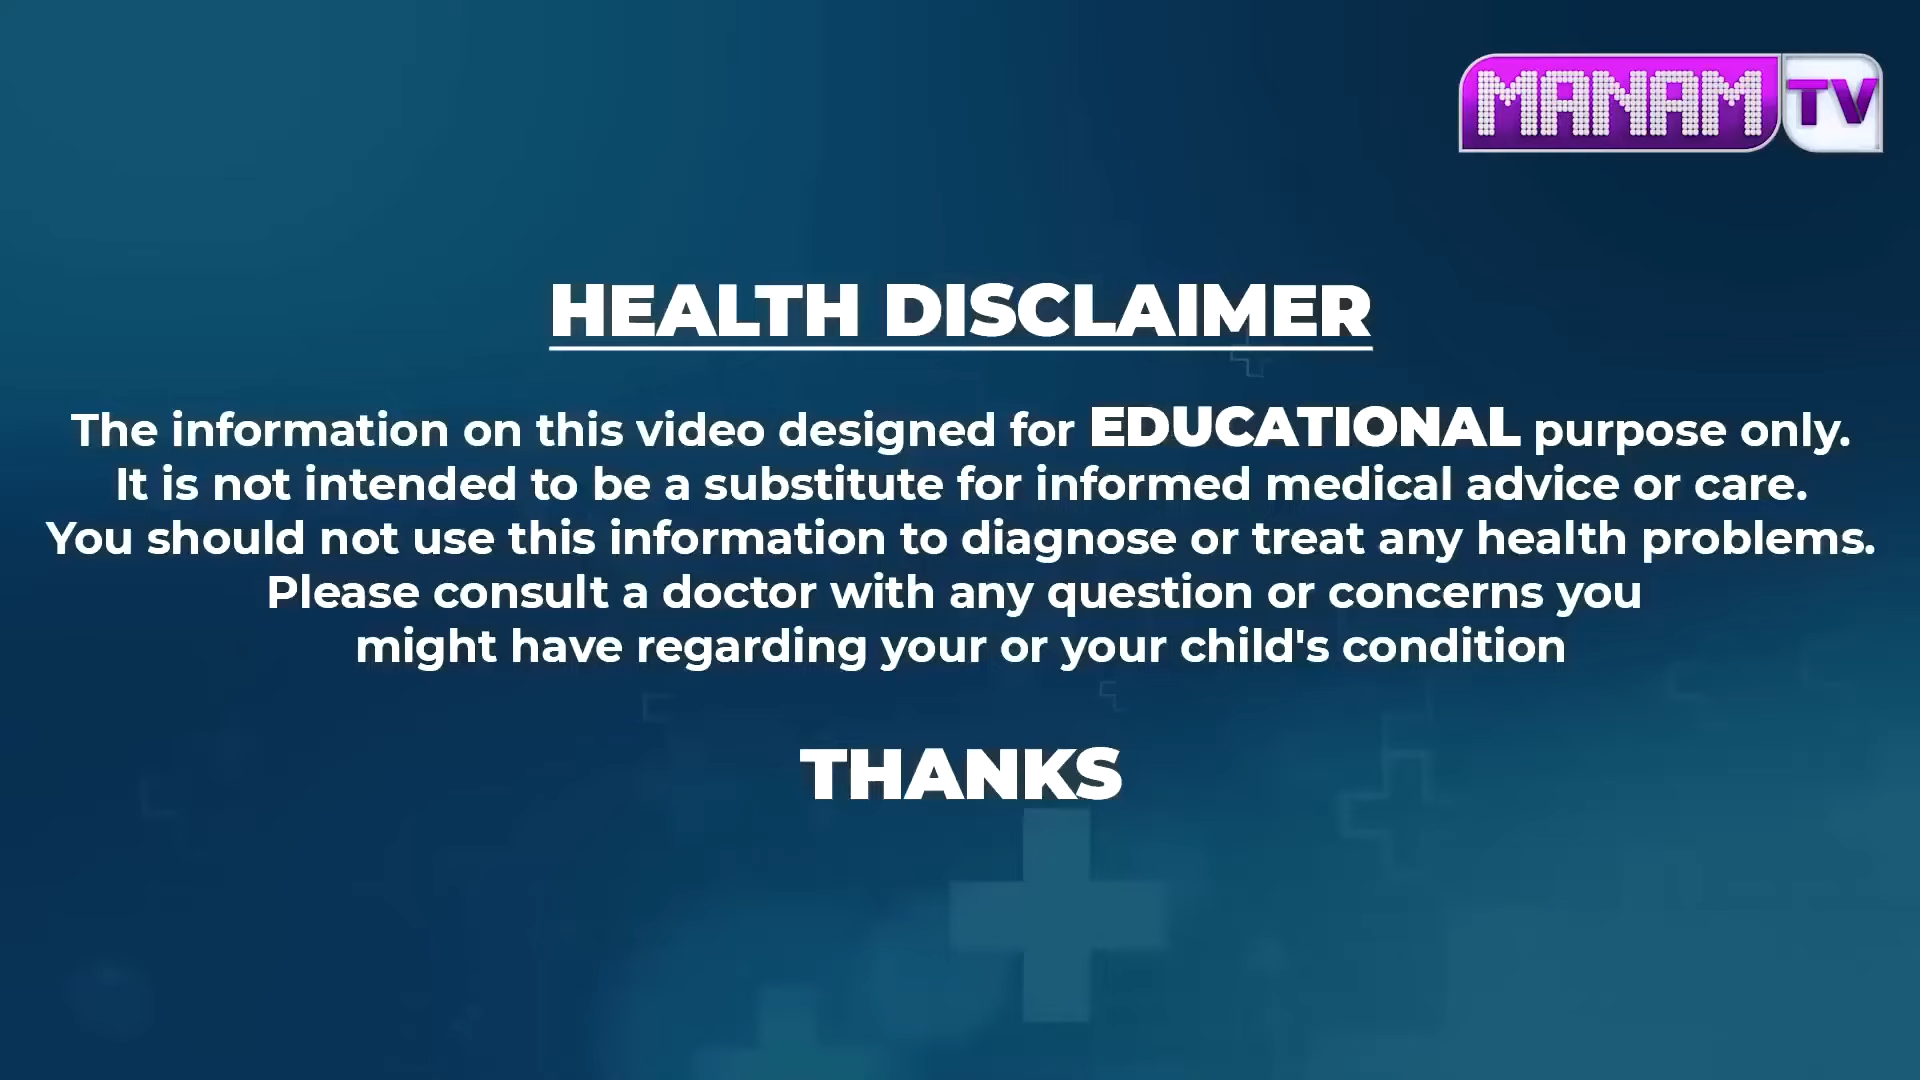 MANAM TV
HEALTH DISCLAIMER
The information on this video designed for EDUCATIONAL purpose only.
It is not intended to be a substitute for informed medical advice or care.
You should not use this information to diagnose or treat any health problems.
Please consult a doctor with any question or concerns you
might have regarding your or your child's condition
THANKS